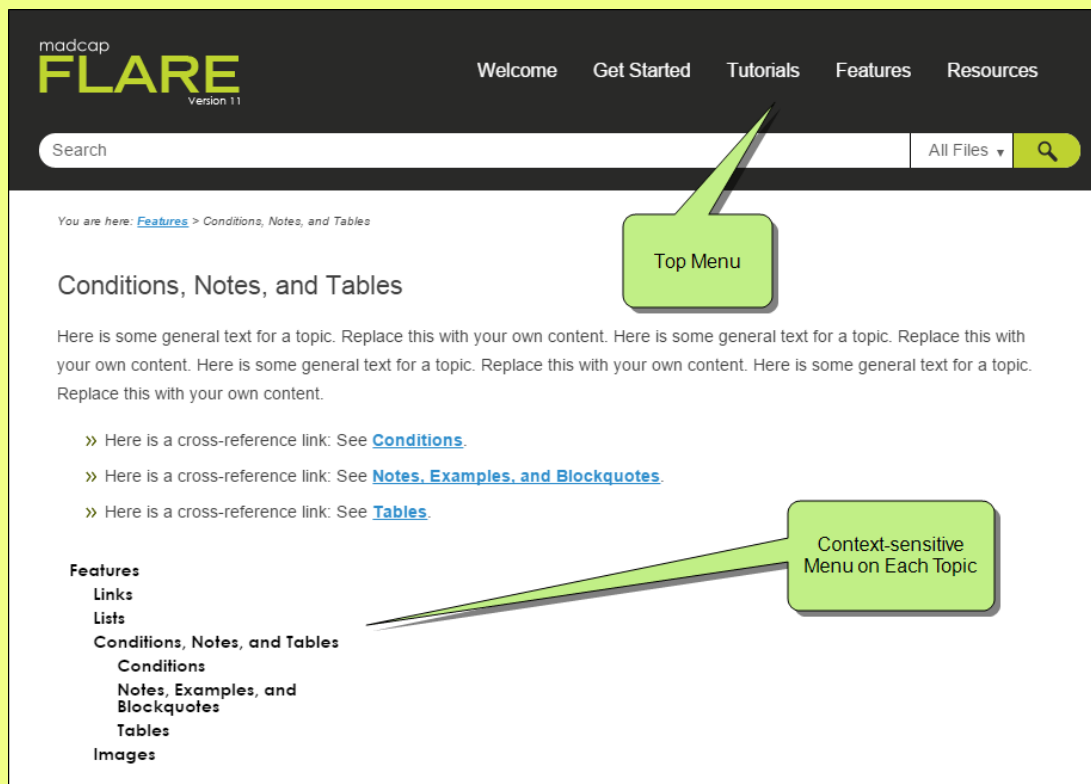 madcap
FLARE
Version 11
Welcome Get Started Tutorials Features Resources
Search All Files
You are here: Features > Conditions, Notes, and Tables
Top Menu
Conditions, Notes, and Tables
Here is some general text for a topic. Replace this with your own content. Here is some general text for a topic. Replace this with
your own content. Here is some general text for a topic. Replace this with your own content. Here is some general text for a topic.
Replace this with your own content.
» Here is a cross-reference link: See Conditions.
» Here is a cross-reference link: See Notes, Examples, and Blockquotes.
» Here is a cross-reference link: See Tables.
Context-sensitive
Menu on Each Topic
Features
Links
Lists
Conditions, Notes, and Tables
Conditions
Notes, Examples, and
Blockquotes
Tables
Images